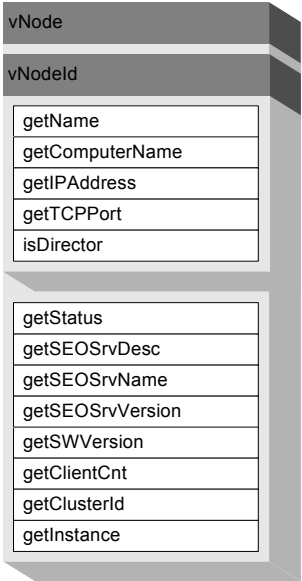 vNode
vNodeId
getName
getComputerName
getIPAddress
getTCPPort
isDirector
getStatus
getSEOSrvDesc
getSEOSrvName
getSEOSrvVersion
getSWVersion
getClientCnt
getClusterId
getInstance